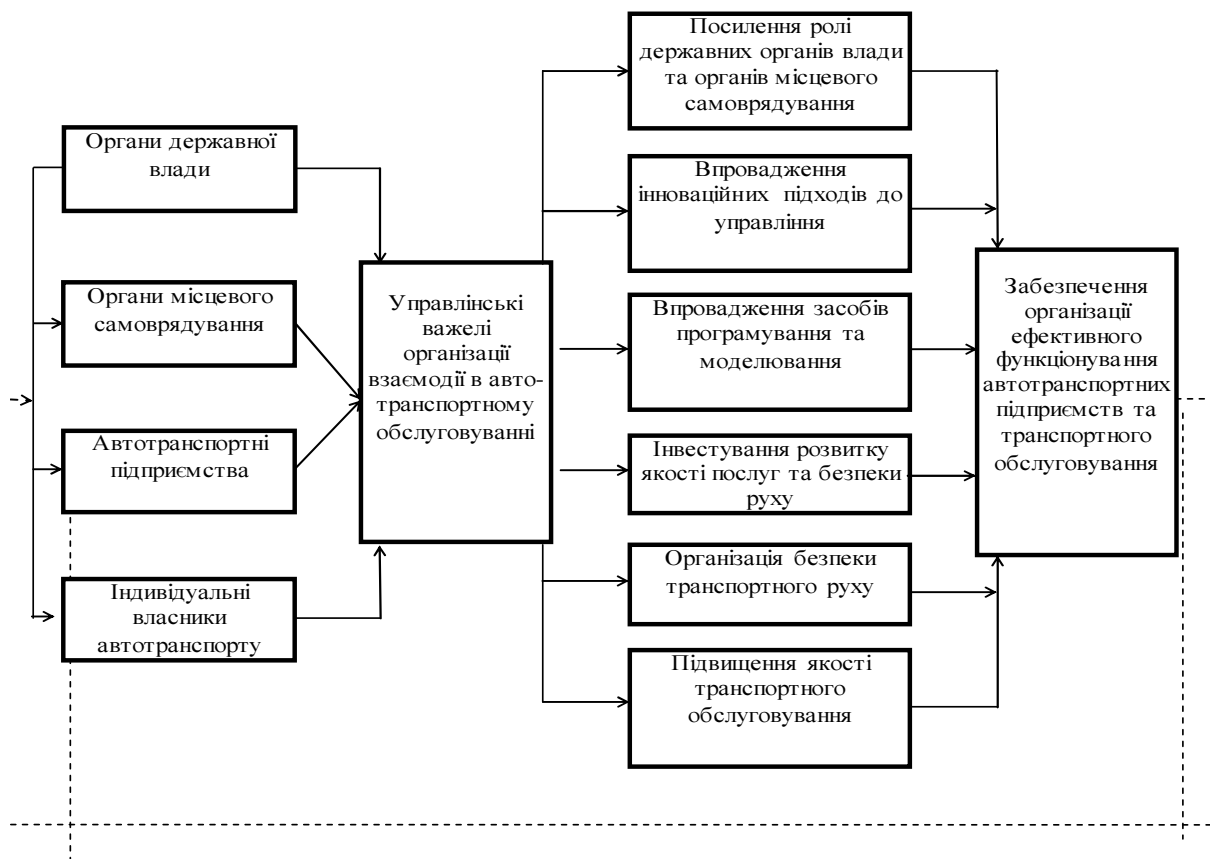 Органи державної
влади
Органи місцевого
самоврядування
Автотранспортні
підприємства
Індивідуальні
власники
автотранспорту
Управлінські
важелі
організації
взаємодії в авто-
транспортному
обслуговуванні
Посилення ролі
державних органів влади
та органів місцевого
самоврядування
Впровадження
інноваційних підходів до
управління
Впровадження засобів
програмування та
моделювання
Інвестування розвитку
якості послуг та безпеки
руху
Організація безпеки
транспортного руху
Підвищення якості
транспортного
обслуговування
Забезпечення
організації
ефективного
функціонування
автотранспортних
підприємств та
транспортного
обслуговування